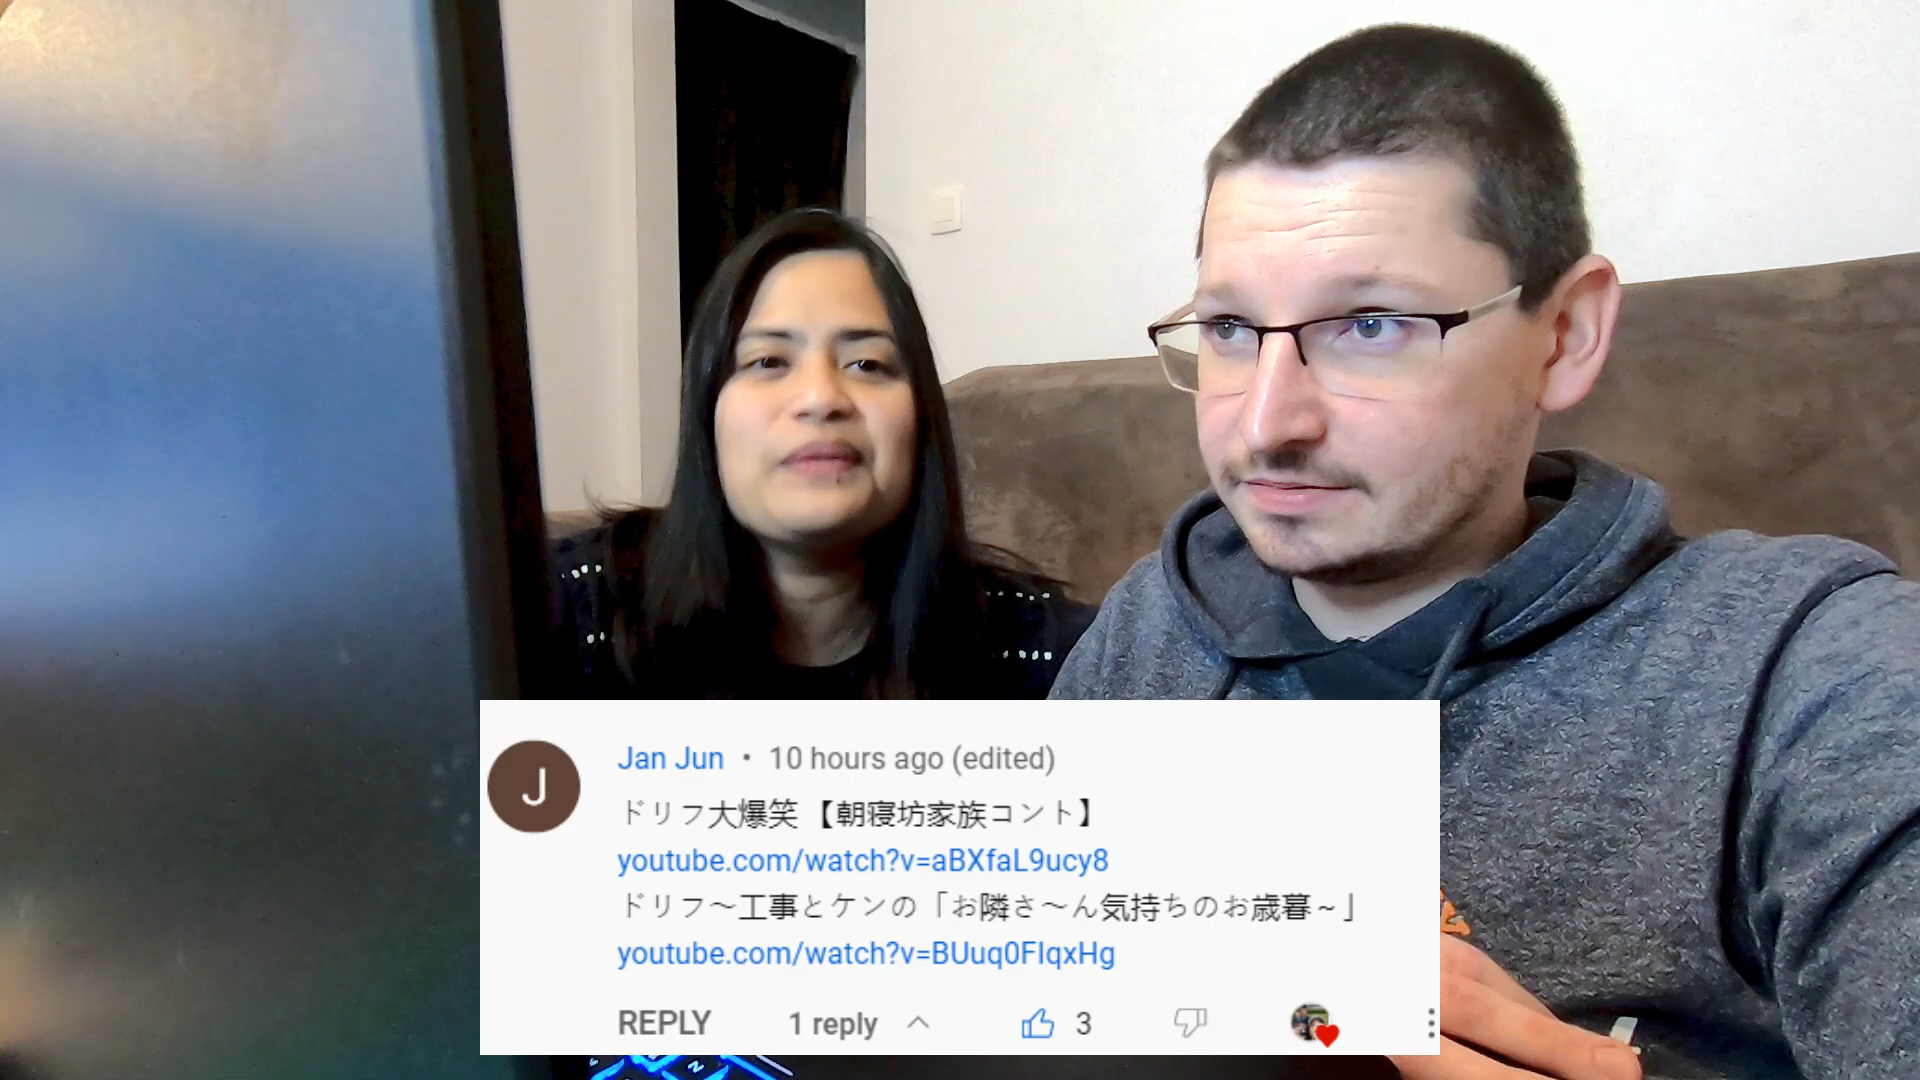 J
Jan Jun • 10 hours ago (edited)
ドリフ大爆笑 【朝寝坊家族コント】
youtube.com/watch?v=aBXfaL9ucy8
ドリフ〜工事とケンの「お隣さ〜ん気持ちのお歳暮～」
youtube.com/watch?v=BUuq0FIqxHg
REPLY 1 reply 3